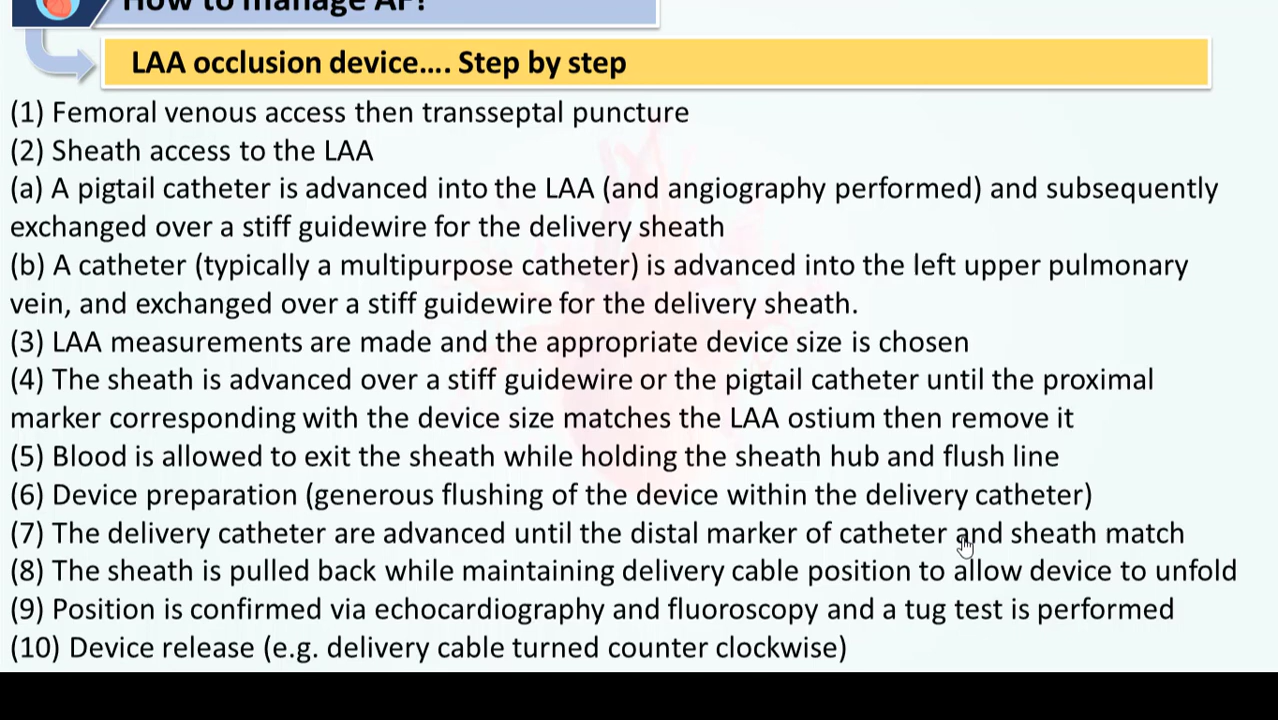 How to manage AF?
LAA occlusion device.... Step by step
(1) Femoral venous access then transseptal puncture
(2) Sheath access to the LAA
(a) A pigtail catheter is advanced into the LAA (and angiography performed) and subsequently
exchanged over a stiff guidewire for the delivery sheath
(b) A catheter (typically a multipurpose catheter) is advanced into the left upper pulmonary
vein, and exchanged over a stiff guidewire for the delivery sheath.
(3) LAA measurements are made and the appropriate device size is chosen
(4) The sheath is advanced over a stiff guidewire or the pigtail catheter until the proximal
marker corresponding with the device size matches the LAA ostium then remove it
(5) Blood is allowed to exit the sheath while holding the sheath hub and flush line
(6) Device preparation (generous flushing of the device within the delivery catheter)
(7) The delivery catheter are advanced until the distal marker of catheter and sheath match
(8) The sheath is pulled back while maintaining delivery cable position to allow device to unfold
(9) Position is confirmed via echocardiography and fluoroscopy and a tug test is performed
(10) Device release (e.g. delivery cable turned counter clockwise)